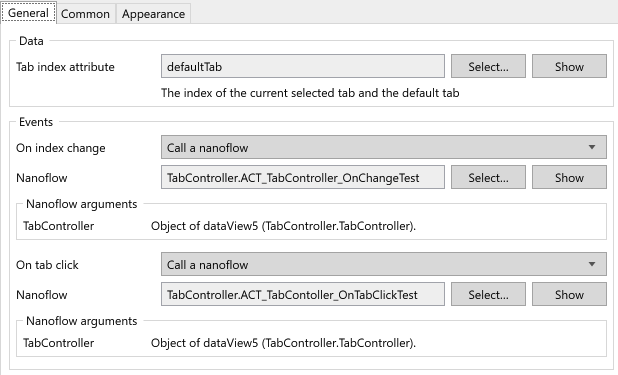 General Common Appearance
Data
Tab index attribute defaultTab Select... Show
The index of the current selected tab and the default tab
Events
On index change Call a nanoflow
Nanoflow TabController.ACT_TabController_OnChangeTest Select... Show
Nanoflow arguments
TabController Object of dataView5 (TabController.TabController).
On tab click Call a nanoflow
Nanoflow TabController.ACT_TabContoller_OnTabClickTest Select... Show
Nanoflow arguments
TabController Object of dataView5 (TabController.TabController).